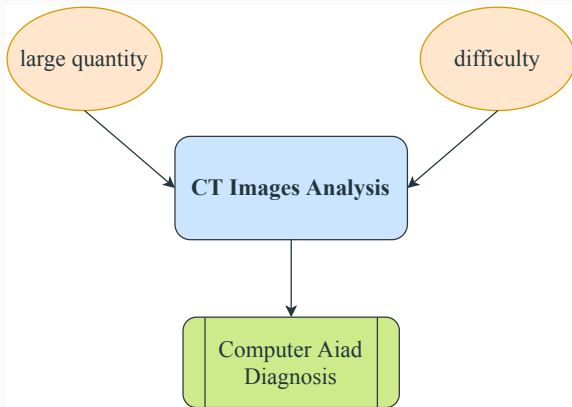 large quantity
difficulty
CT Images Analysis
Computer Aiad
Diagnosis